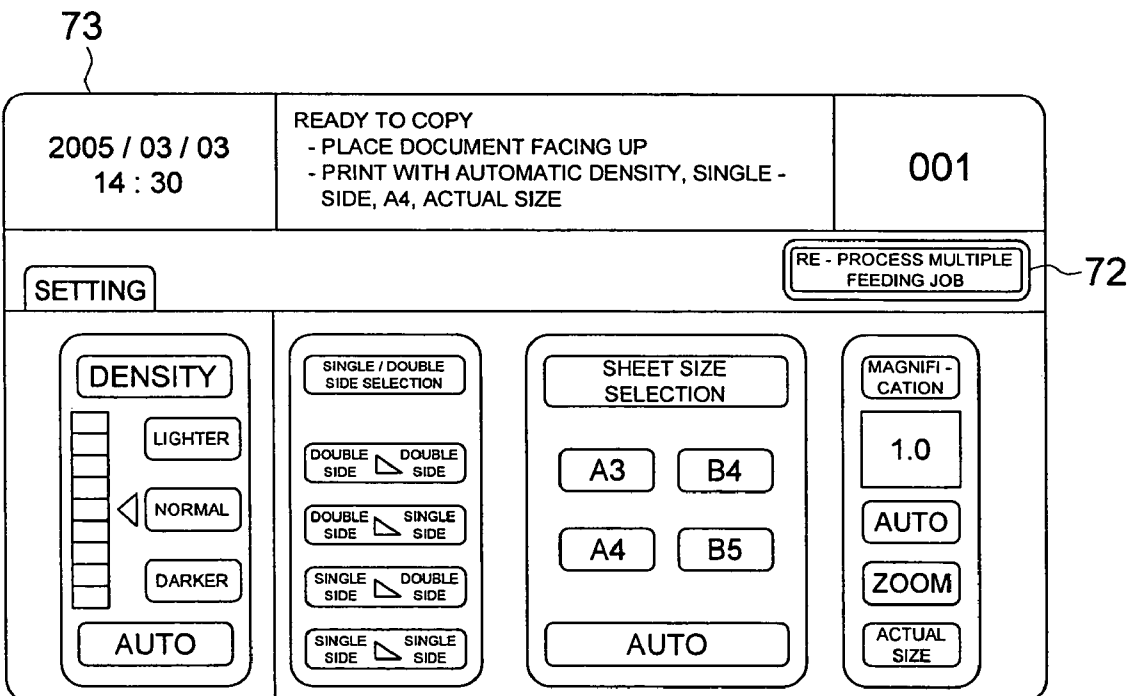 73
2005 / 03 / 03
14 : 30
READY TO COPY
- PLACE DOCUMENT FACING UP
- PRINT WITH AUTOMATIC DENSITY, SINGLE -
SIDE, A4, ACTUAL SIZE
001
RE - PROCESS MULTIPLE
FEEDING JOB
72
SETTING
DENSITY
LIGHTER
NORMAL
DARKER
AUTO
SINGLE / DOUBLE
SIDE SELECTION
DOUBLE DOUBLE
SIDE SIDE
DOUBLE SINGLE
SIDE SIDE
SINGLE DOUBLE
SIDE SIDE
SINGLE SINGLE
SIDE SIDE
SHEET SIZE
SELECTION
A3 B4
A4 B5
AUTO
MAGNIFI -
CATION
1.0
AUTO
ZOOM
ACTUAL
SIZE